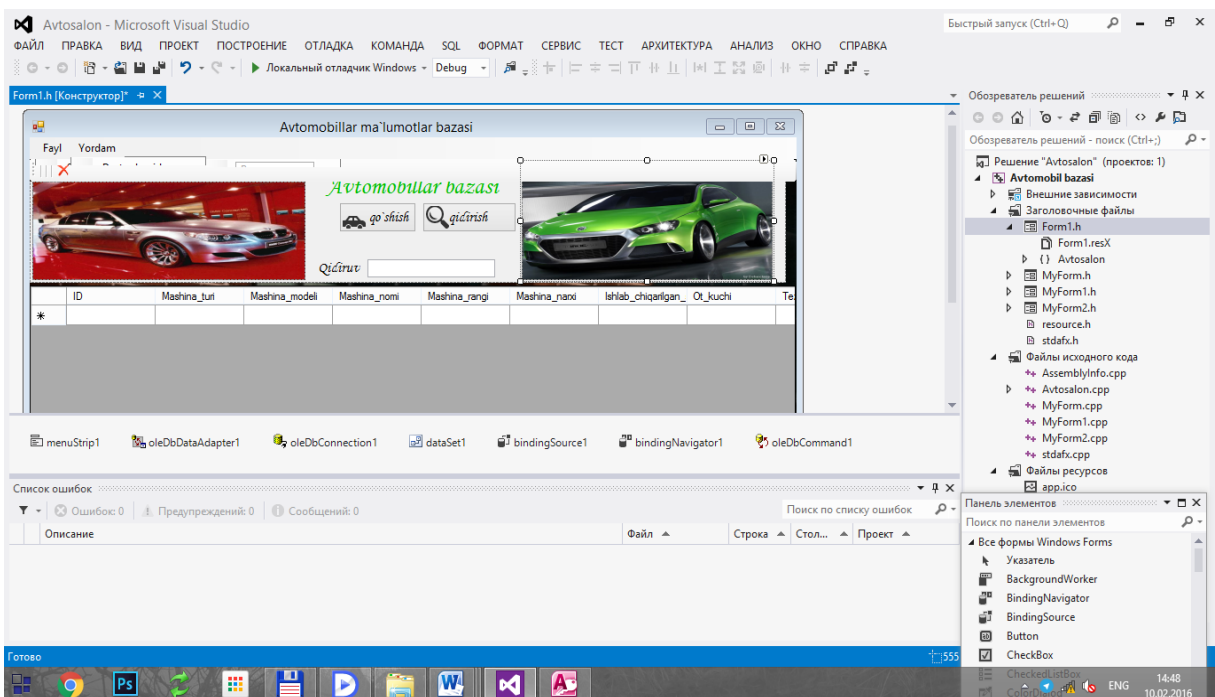 Avtosalon - Microsoft Visual Studio
Быстрый запуск (Ctrl+Q)
ФАЙЛ ПРАВКА ВИД ПРОЕКТ ПОСТРОЕНИЕ ОТЛАДКА КОМАНДА SQL ФОРМАТ СЕРВИС ТЕСТ АРХИТЕКТУРА АНАЛИЗ ОКНО СПРАВКА
Локальный отладчик Windows Debug
Form1.h [Конструктор]*
Avtomobillar ma`lumotlar bazasi
Fayl Yordam
Avtomobillar bazasi
qo`shish qidirish
Qidiruv
ID Mashina_turi Mashina_modeli Mashina_nomi Mashina_rangi Mashina_narxi Ishlab_chiqarilgan_ Ot_kuchi Te
menuStrip1 oleDbDataAdapter1 oleDbConnection1 dataSet1 bindingSource1 bindingNavigator1 oleDbCommand1
Список ошибок
Ошибок: 0 Предупреждений: 0 Сообщений: 0 Поиск по списку ошибок
Описание Файл Строка Стол... Проект
Обозреватель решений
Обозреватель решений - поиск (Ctrl+;)
Решение "Avtosalon" (проектов: 1)
Avtomobil bazasi
Внешние зависимости
Заголовочные файлы
Form1.h
Form1.resX
{} Avtosalon
MyForm.h
MyForm1.h
MyForm2.h
resource.h
stdafx.h
Файлы исходного кода
AssemblyInfo.cpp
Avtosalon.cpp
MyForm.cpp
MyForm1.cpp
MyForm2.cpp
stdafx.cpp
Файлы ресурсов
app.ico
Панель элементов
Поиск по панели элементов
Все формы Windows Forms
Указатель
BackgroundWorker
BindingNavigator
BindingSource
Button
CheckBox
CheckedListBox
Готово 555
Ps W A ENG 14:48
10.02.2016